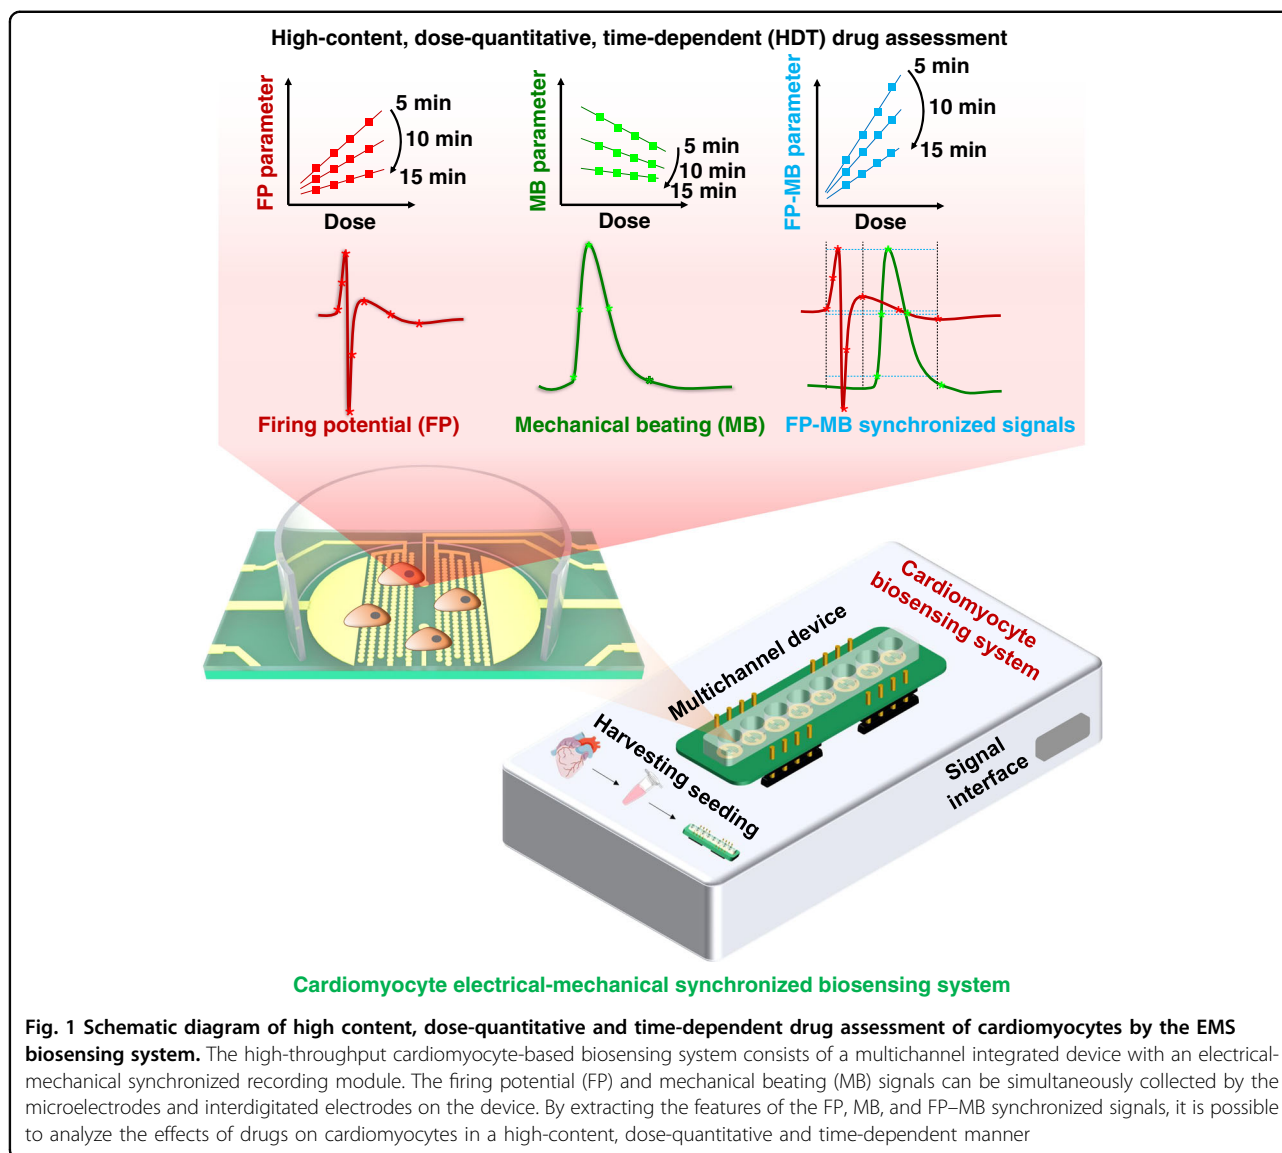 High-content, dose-quantitative, time-dependent (HDT) drug assessment
FP parameter
5 min
10 min
15 min
Dose
MB parameter
5 min
10 min
15 min
Dose
FP-MB parameter
5 min
10 min
15 min
Dose
Firing potential (FP)
Mechanical beating (MB)
FP-MB synchronized signals
Cardiomyocyte
biosensing system
Multichannel device
Harvesting seeding
Signal
interface
Cardiomyocyte electrical-mechanical synchronized biosensing system
Fig. 1 Schematic diagram of high content, dose-quantitative and time-dependent drug assessment of cardiomyocytes by the EMS
biosensing system. The high-throughput cardiomyocyte-based biosensing system consists of a multichannel integrated device with an electrical-
mechanical synchronized recording module. The firing potential (FP) and mechanical beating (MB) signals can be simultaneously collected by the
microelectrodes and interdigitated electrodes on the device. By extracting the features of the FP, MB, and FP–MB synchronized signals, it is possible
to analyze the effects of drugs on cardiomyocytes in a high-content, dose-quantitative and time-dependent manner